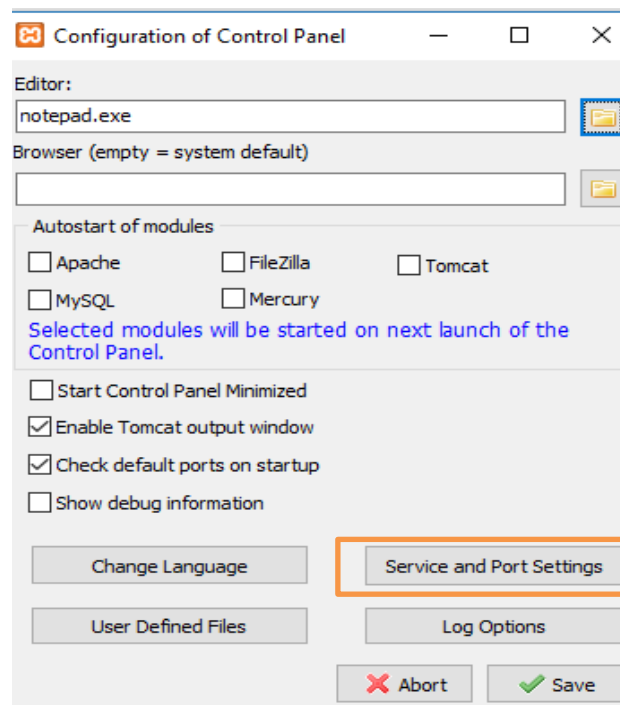 Configuration of Control Panel
Editor:
notepad.exe
Browser (empty = system default)
Autostart of modules
Apache FileZilla Tomcat
MySQL Mercury
Selected modules will be started on next launch of the
Control Panel.
Start Control Panel Minimized
Enable Tomcat output window
Check default ports on startup
Show debug information
Change Language Service and Port Settings
User Defined Files Log Options
Abort Save